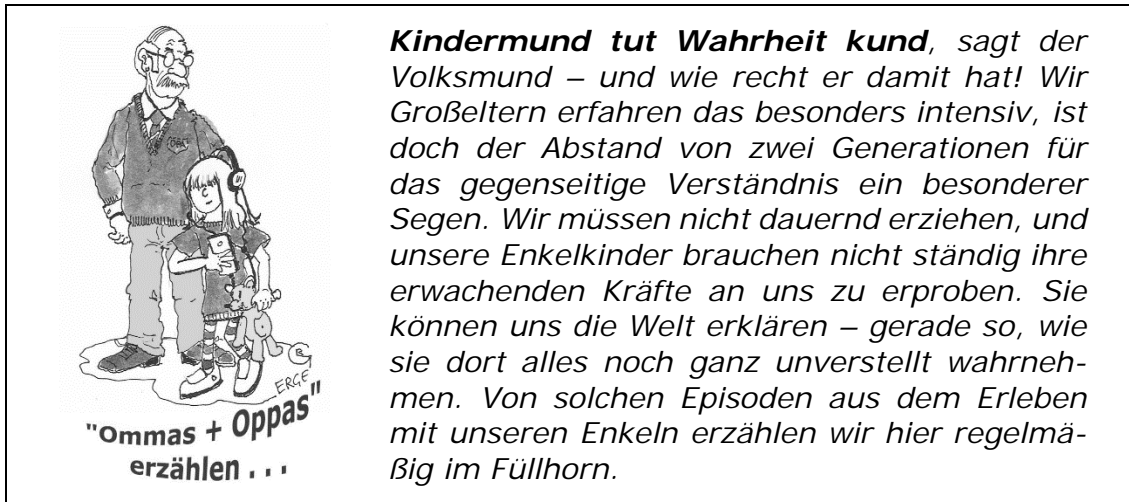 Kindermund tut Wahrheit kund, sagt der
Volksmund – und wie recht er damit hat! Wir
Großeltern erfahren das besonders intensiv, ist
doch der Abstand von zwei Generationen für
das gegenseitige Verständnis ein besonderer
Segen. Wir müssen nicht dauernd erziehen, und
unsere Enkelkinder brauchen nicht ständig ihre
erwachenden Kräfte an uns zu erproben. Sie
können uns die Welt erklären – gerade so, wie
sie dort alles noch ganz unverstellt wahrneh-
men. Von solchen Episoden aus dem Erleben
mit unseren Enkeln erzählen wir hier regelmä-
ßig im Füllhorn.
ERGE
"Ommas + Oppas"
erzählen . . .